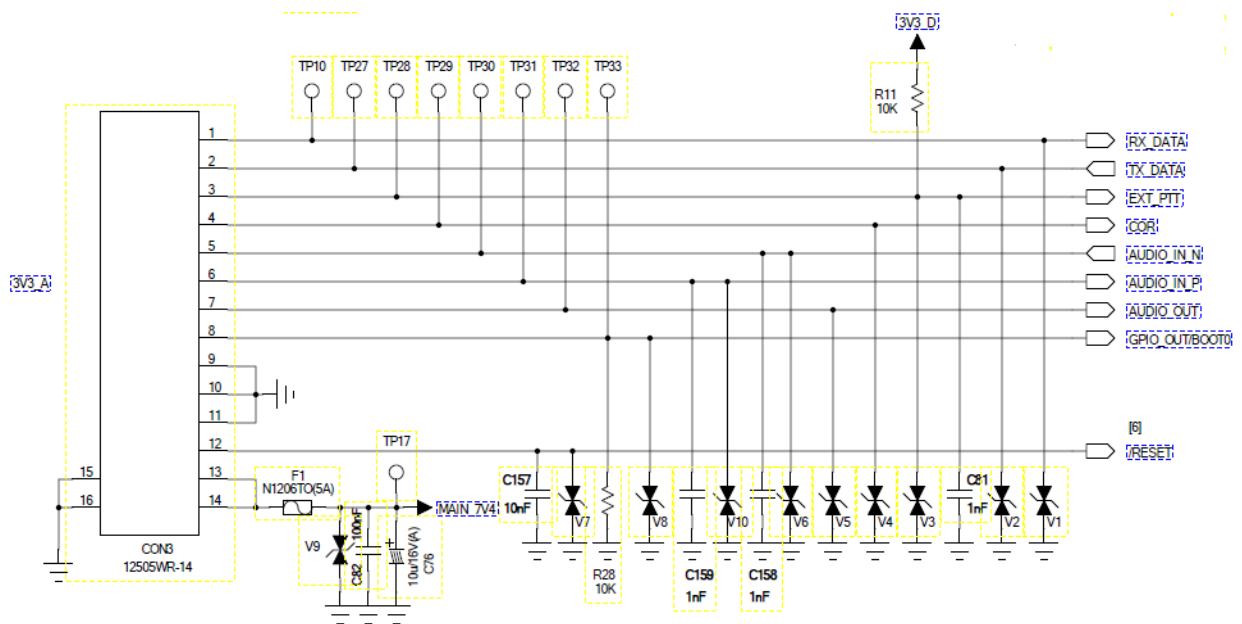 3V3_D
TP10 TP27 TP28 TP29 TP30 TP31 TP32 TP33
R11
10K
1 RX_DATA
2 TX_DATA
3 EXT_PTT
4 COR
5 AUDIO_IN_N
3V3_A 6 AUDIO_IN_P
7 AUDIO_OUT
8 GPIO_OUT/BOOT0
9
10
11
[6]
12 /RESET
TP17
15 13
F1
N1206TO(5A)
16 14
MAIN_7V4
C157
10nF
V7
V8
V10
V6
V5
V4
V3
C81
1nF
V2
V1
CON3
12505WR-14
V9
100nF
C82
10u/16V(A)
+
C76
R28
10K
C159
1nF
C158
1nF